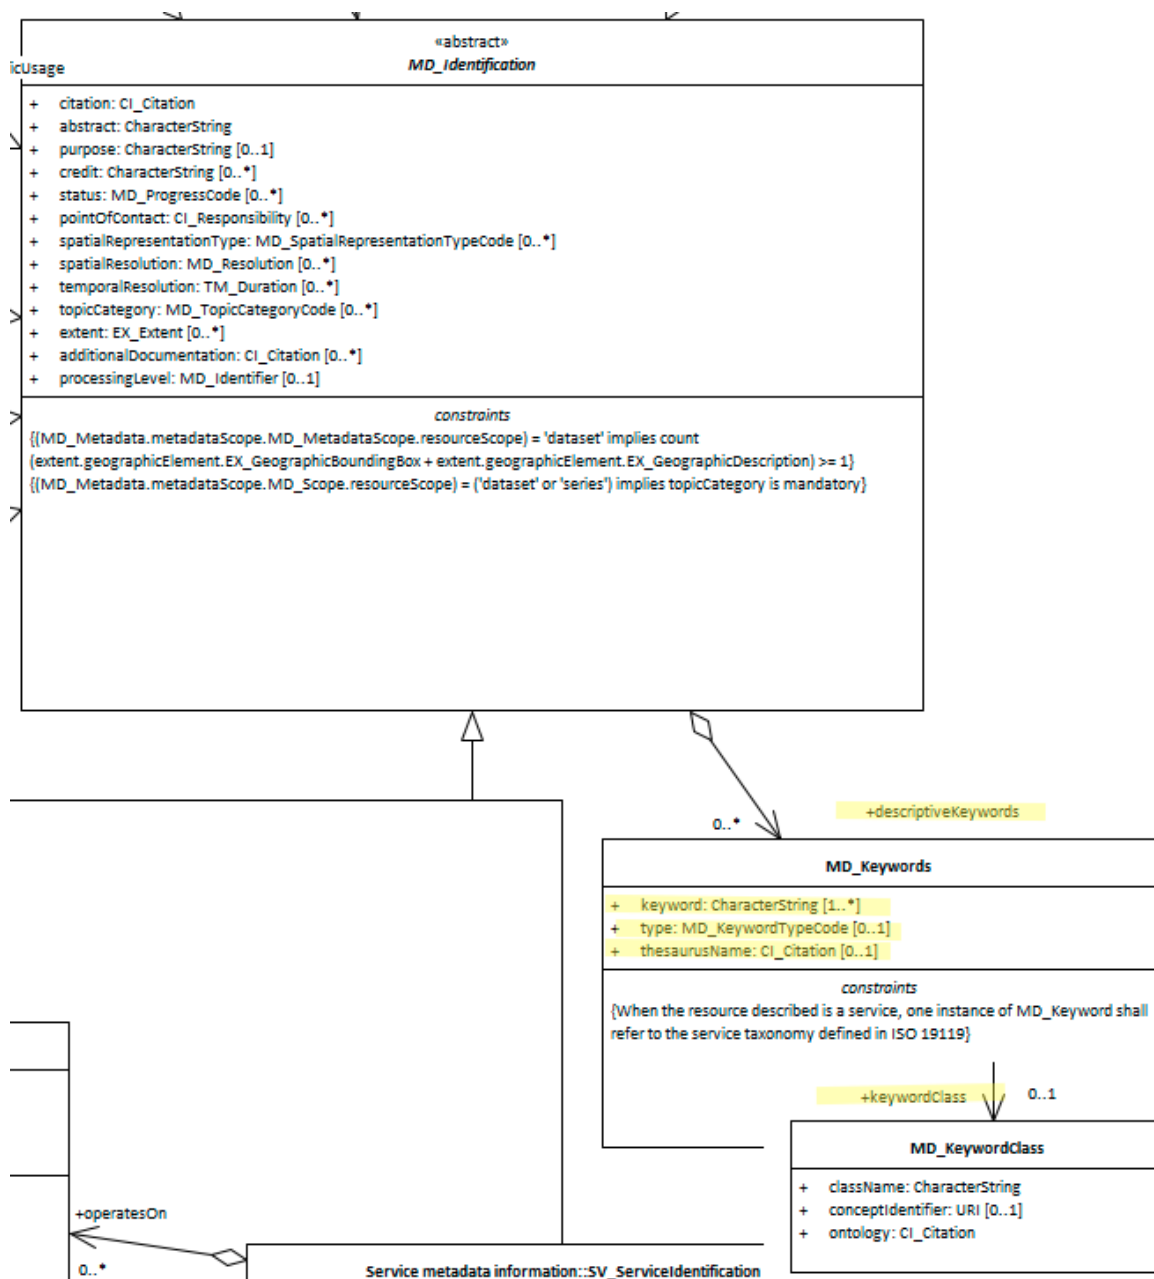 «abstract»
MD_Identification
icUsage
+ citation: CI_Citation
+ abstract: CharacterString
+ purpose: CharacterString [0..1]
+ credit: CharacterString [0..*]
+ status: MD_ProgressCode [0..*]
+ pointOfContact: CI_Responsibility [0..*]
+ spatialRepresentationType: MD_SpatialRepresentationTypeCode [0..*]
+ spatialResolution: MD_Resolution [0..*]
+ temporalResolution: TM_Duration [0..*]
+ topicCategory: MD_TopicCategoryCode [0..*]
+ extent: EX_Extent [0..*]
+ additionalDocumentation: CI_Citation [0..*]
+ processingLevel: MD_Identifier [0..1]
constraints
{(MD_Metadata.metadataScope.MD_MetadataScope.resourceScope) = 'dataset' implies count
(extent.geographicElement.EX_GeographicBoundingBox + extent.geographicElement.EX_GeographicDescription) >= 1}
{(MD_Metadata.metadataScope.MD_Scope.resourceScope) = ('dataset' or 'series') implies topicCategory is mandatory}
+descriptiveKeywords
0..*
MD_Keywords
+ keyword: CharacterString [1..*]
+ type: MD_KeywordTypeCode [0..1]
+ thesaurusName: CI_Citation [0..1]
constraints
{When the resource described is a service, one instance of MD_Keyword shall
refer to the service taxonomy defined in ISO 19119}
+keywordClass 0..1
MD_KeywordClass
+ className: CharacterString
+ conceptIdentifier: URI [0..1]
+ ontology: CI_Citation
+operatesOn
0..*
Service metadata information::SV_ServiceIdentification